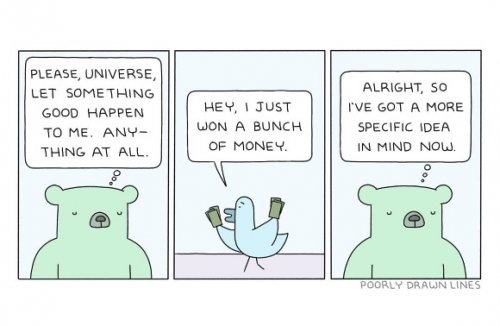 PLEASE, UNIVERSE,
LET SOMETHING
GOOD HAPPEN
TO ME. ANY-
THING AT ALL.
HEY, I JUST
WON A BUNCH
OF MONEY.
ALRIGHT, SO
I'VE GOT A MORE
SPECIFIC IDEA
IN MIND NOW.
POORLY DRAWN LINES